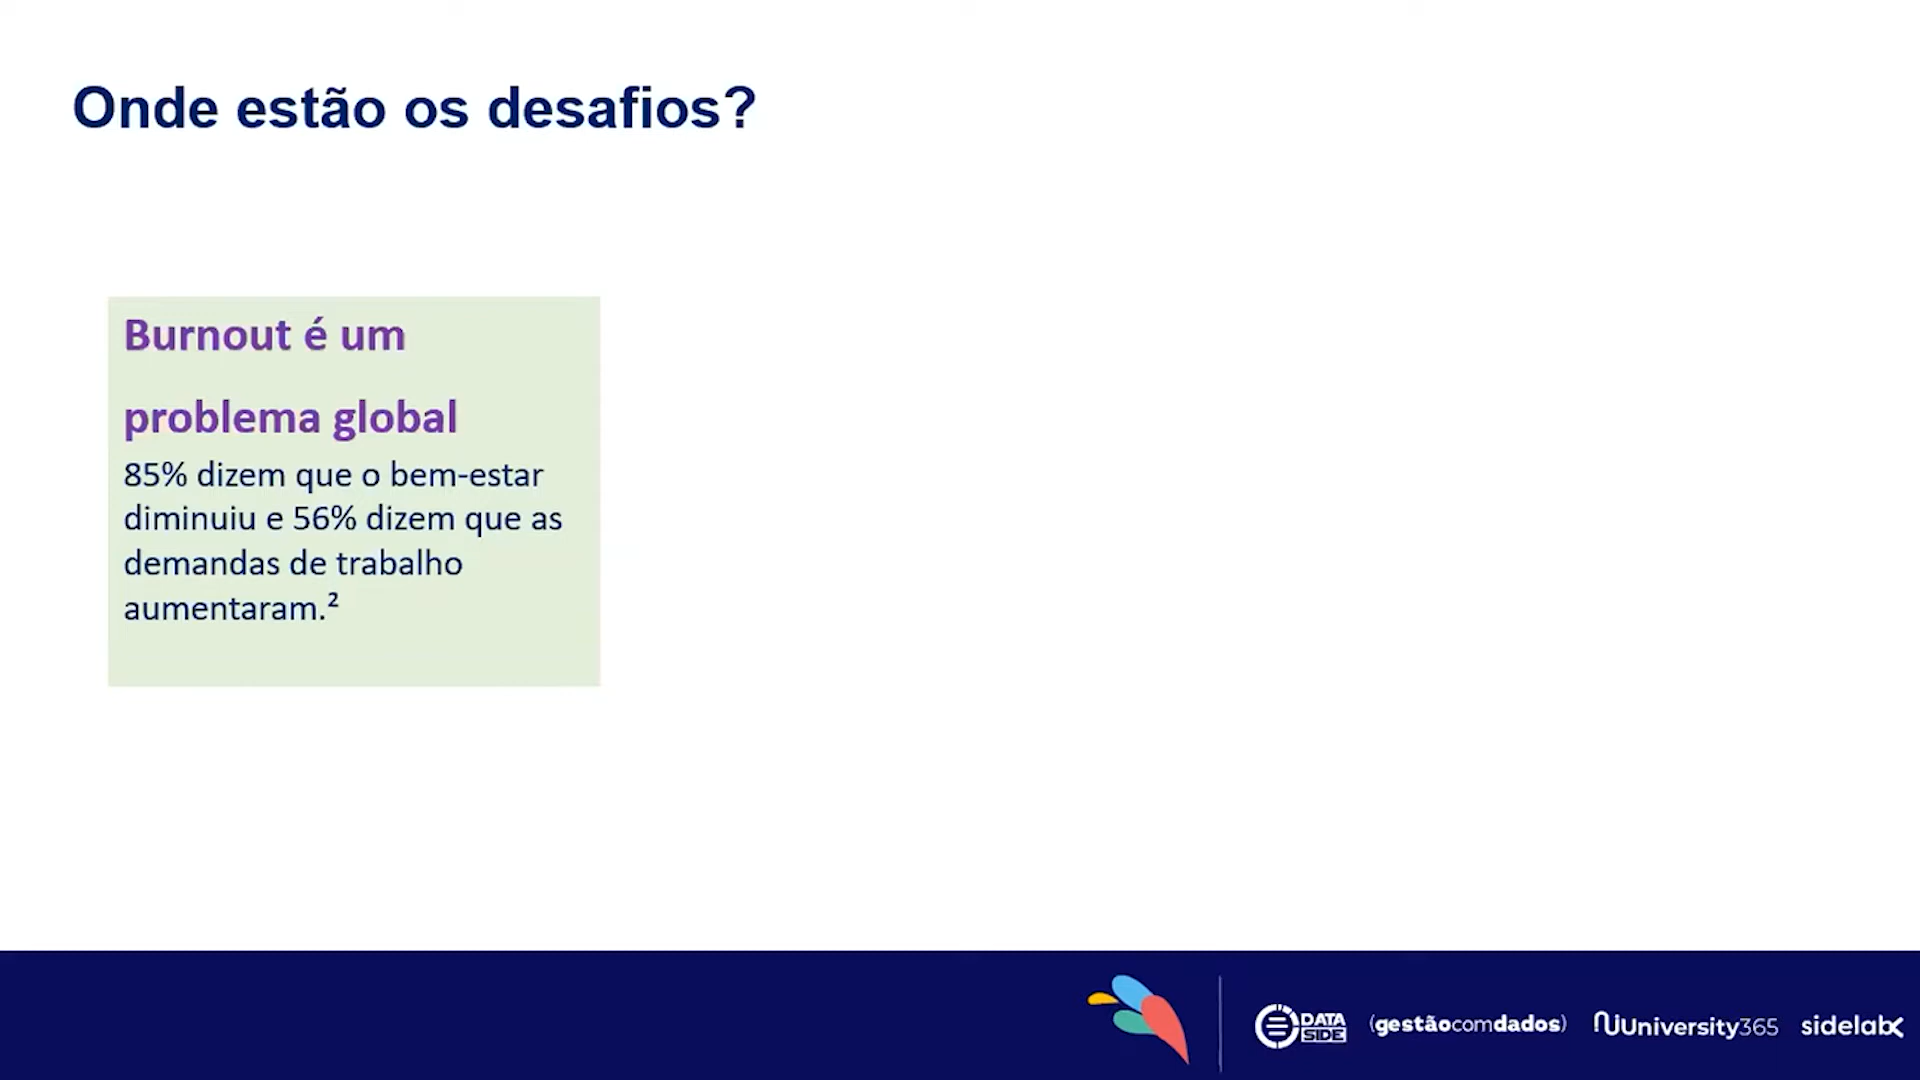 Onde estão os desafios?
Burnout é um
problema global
85% dizem que o bem-estar
diminuiu e 56% dizem que as
demandas de trabalho
aumentaram.²
DATA
SIDE
(gestãocomdados)
University365
sidelabx